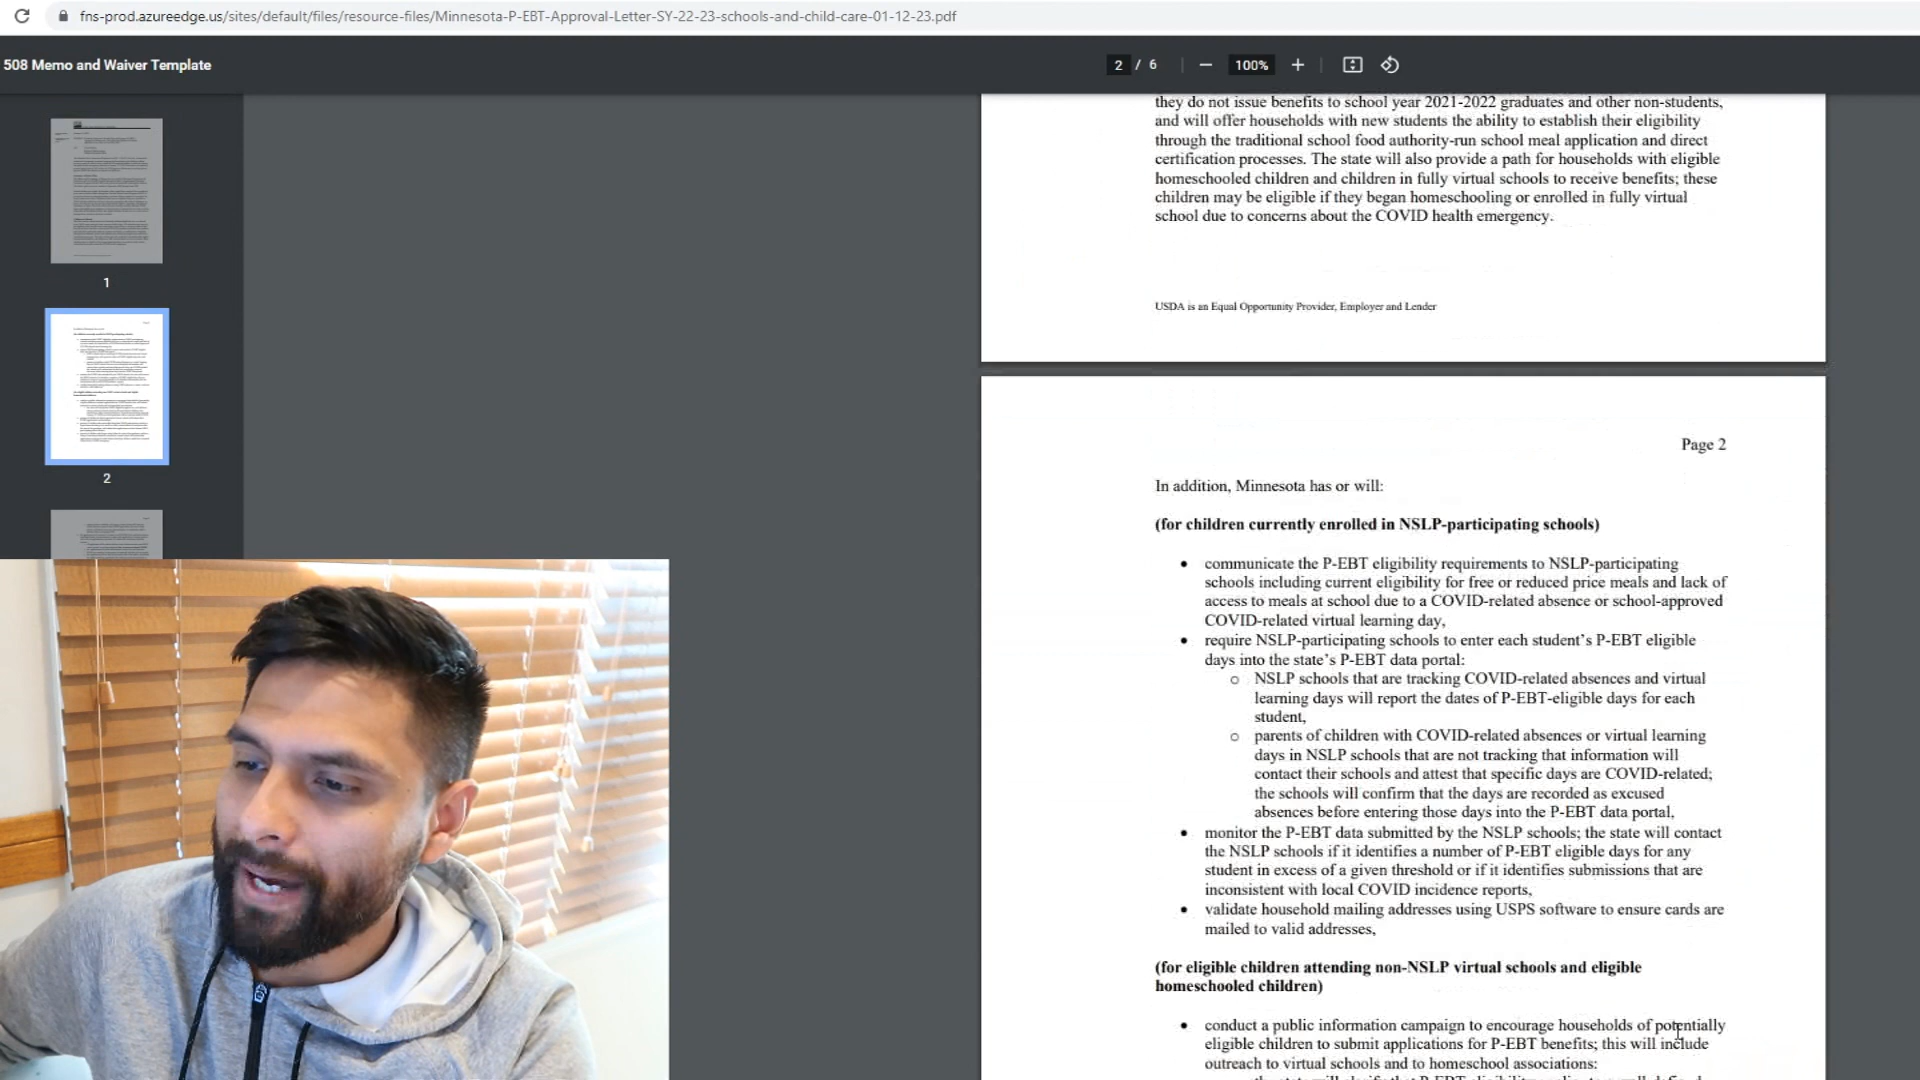 fns-prod.azureedge.us/sites/default/files/resource-files/Minnesota-P-EBT-Approval-Letter-SY-22-23-schools-and-child-care-01-12-23.pdf
508 Memo and Waiver Template
2 / 6
100%
1
2
they do not issue benefits to school year 2021-2022 graduates and other non-students,
and will offer households with new students the ability to establish their eligibility
through the traditional school food authority-run school meal application and direct
certification processes. The state will also provide a path for households with eligible
homeschooled children and children in fully virtual schools to receive benefits; these
children may be eligible if they began homeschooling or enrolled in fully virtual
school due to concerns about the COVID health emergency.
USDA is an Equal Opportunity Provider, Employer and Lender
Page 2
In addition, Minnesota has or will:
(for children currently enrolled in NSLP-participating schools)
• communicate the P-EBT eligibility requirements to NSLP-participating
schools including current eligibility for free or reduced price meals and lack of
access to meals at school due to a COVID-related absence or school-approved
COVID-related virtual learning day,
• require NSLP-participating schools to enter each student's P-EBT eligible
days into the state's P-EBT data portal:
o NSLP schools that are tracking COVID-related absences and virtual
learning days will report the dates of P-EBT-eligible days for each
student,
o parents of children with COVID-related absences or virtual learning
days in NSLP schools that are not tracking that information will
contact their schools and attest that specific days are COVID-related;
the schools will confirm that the days are recorded as excused
absences before entering those days into the P-EBT data portal,
• monitor the P-EBT data submitted by the NSLP schools; the state will contact
the NSLP schools if it identifies a number of P-EBT eligible days for any
student in excess of a given threshold or if it identifies submissions that are
inconsistent with local COVID incidence reports,
• validate household mailing addresses using USPS software to ensure cards are
mailed to valid addresses,
(for eligible children attending non-NSLP virtual schools and eligible
homeschooled children)
• conduct a public information campaign to encourage households of potentially
eligible children to submit applications for P-EBT benefits; this will include
outreach to virtual schools and to homeschool associations: